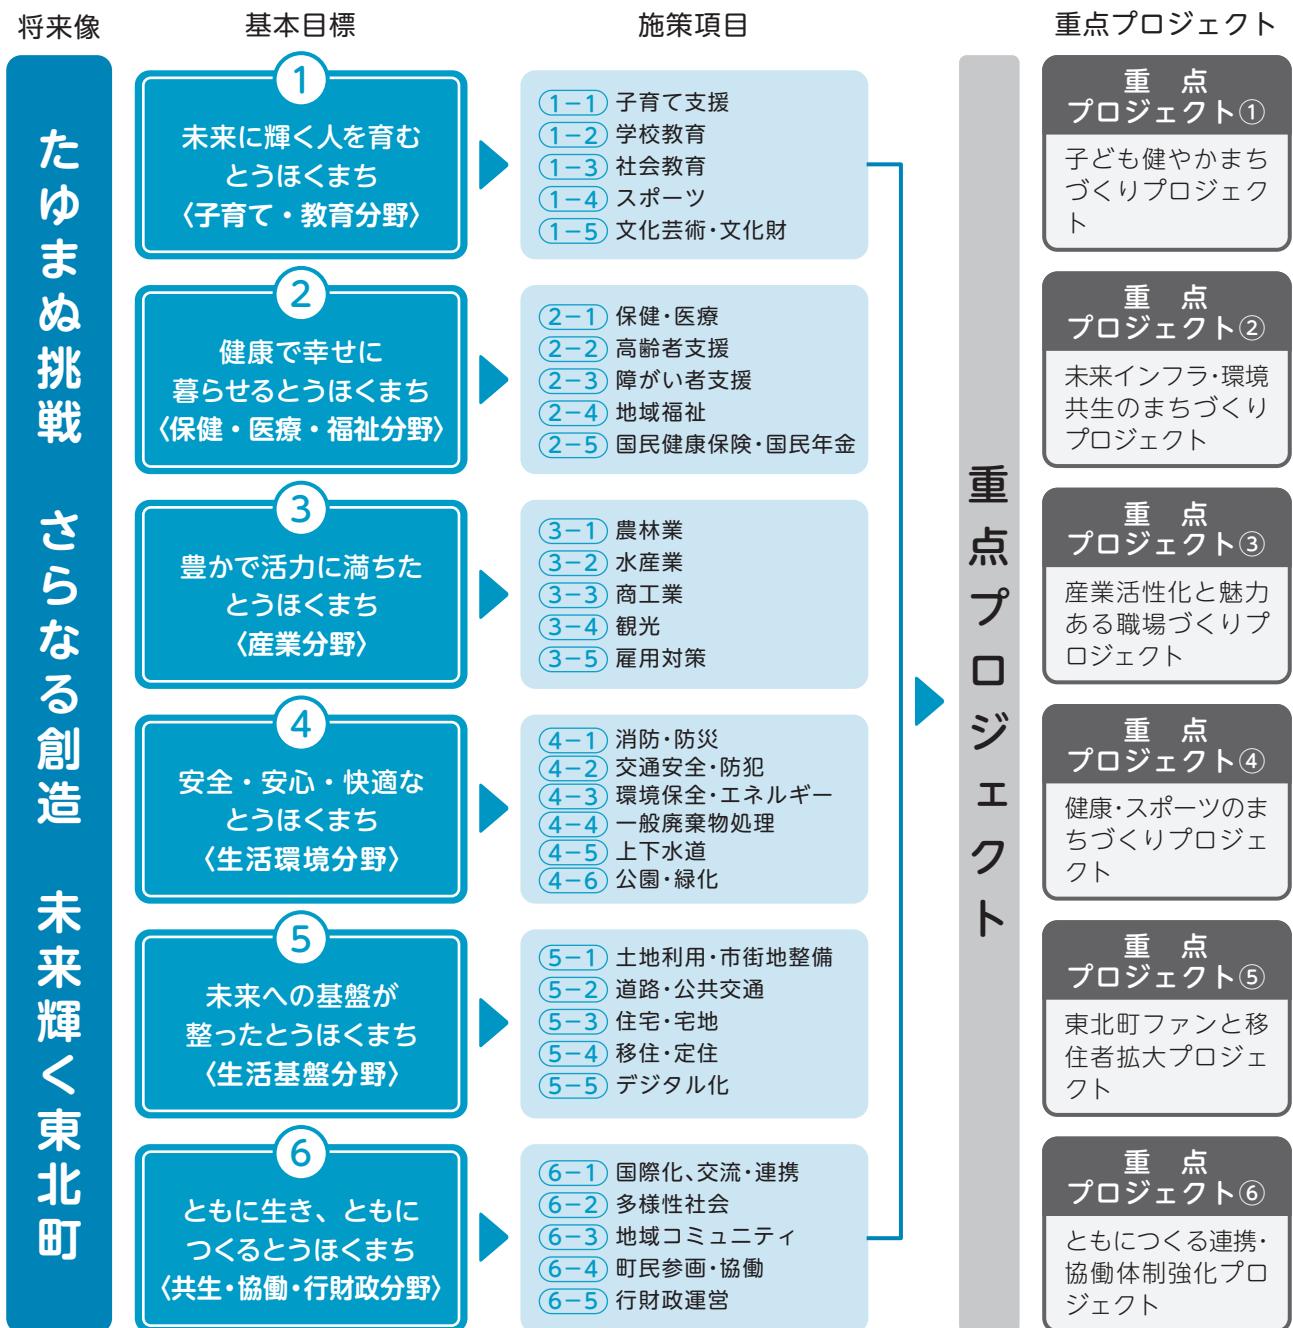 将来像
基本目標
施策項目
重点プロジェクト
たゆまぬ挑戦　さらなる創造　未来輝く東北町
1
未来に輝く人を育む
とうほくまち
〈子育て・教育分野〉
1-1 子育て支援
1-2 学校教育
1-3 社会教育
1-4 スポーツ
1-5 文化芸術・文化財
2
健康で幸せに
暮らせるとうほくまち
〈保健・医療・福祉分野〉
2-1 保健・医療
2-2 高齢者支援
2-3 障がい者支援
2-4 地域福祉
2-5 国民健康保険・国民年金
3
豊かで活力に満ちた
とうほくまち
〈産業分野〉
3-1 農林業
3-2 水産業
3-3 商工業
3-4 観光
3-5 雇用対策
4
安全・安心・快適な
とうほくまち
〈生活環境分野〉
4-1 消防・防災
4-2 交通安全・防犯
4-3 環境保全・エネルギー
4-4 一般廃棄物処理
4-5 上下水道
4-6 公園・緑化
5
未来への基盤が
整ったとうほくまち
〈生活基盤分野〉
5-1 土地利用・市街地整備
5-2 道路・公共交通
5-3 住宅・宅地
5-4 移住・定住
5-5 デジタル化
6
ともに生き、ともに
つくるとうほくまち
〈共生・協働・行財政分野〉
6-1 国際化、交流・連携
6-2 多様性社会
6-3 地域コミュニティ
6-4 町民参画・協働
6-5 行財政運営
重点プロジェクト
重　点
プロジェクト①
子ども健やかまち
づくりプロジェク
ト
重　点
プロジェクト②
未来インフラ・環境
共生のまちづくり
プロジェクト
重　点
プロジェクト③
産業活性化と魅力
ある職場づくりプ
ロジェクト
重　点
プロジェクト④
健康・スポーツのま
ちづくりプロジェ
クト
重　点
プロジェクト⑤
東北町ファンと移
住者拡大プロジェ
クト
重　点
プロジェクト⑥
ともにつくる連携・
協働体制強化プロ
ジェクト